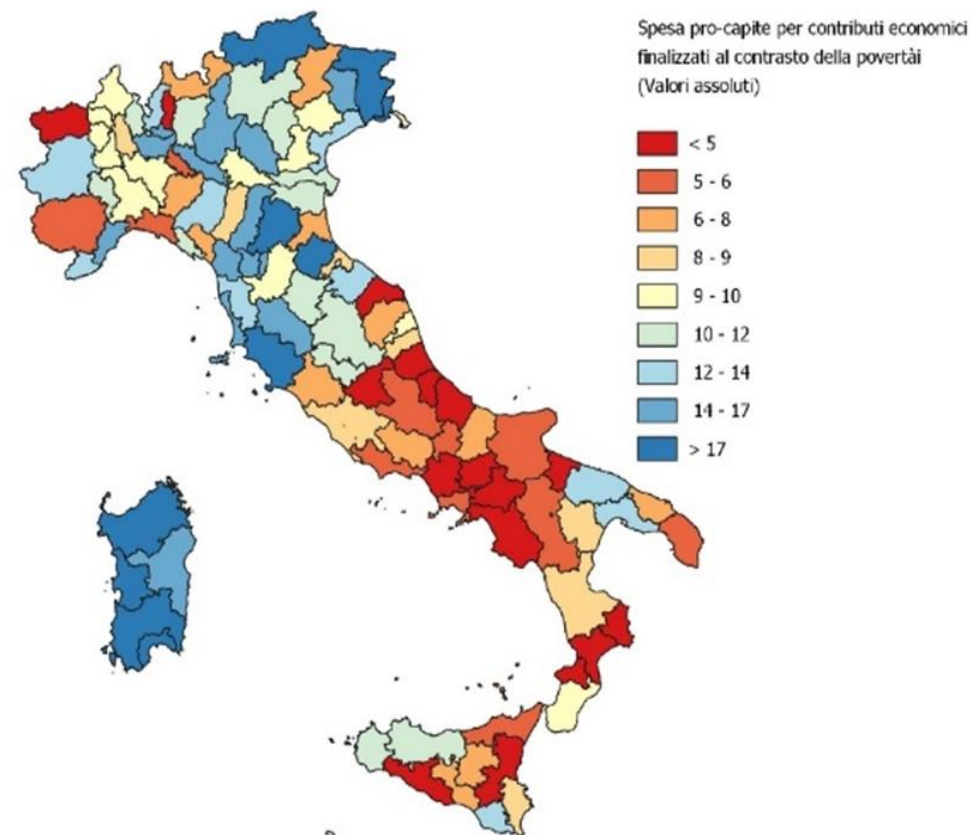 Spesa pro-capite per contributi economici
finalizzati al contrasto della povertài
(Valori assoluti)
< 5
5 - 6
6 - 8
8 - 9
9 - 10
10 - 12
12 - 14
14 - 17
> 17